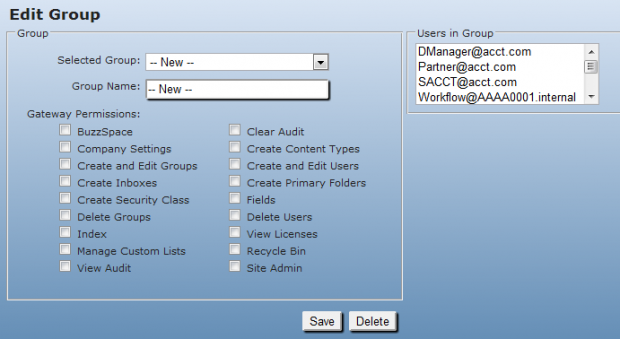 Edit Group
Group
Selected Group: -- New --
Group Name: -- New --
Gateway Permissions:
BuzzSpace Clear Audit
Company Settings Create Content Types
Create and Edit Groups Create and Edit Users
Create Inboxes Create Primary Folders
Create Security Class Fields
Delete Groups Delete Users
Index View Licenses
Manage Custom Lists Recycle Bin
View Audit Site Admin
Save Delete
Users in Group
DManager@acct.com
Partner@acct.com
SACCT@acct.com
Workflow@AAAA0001.internal